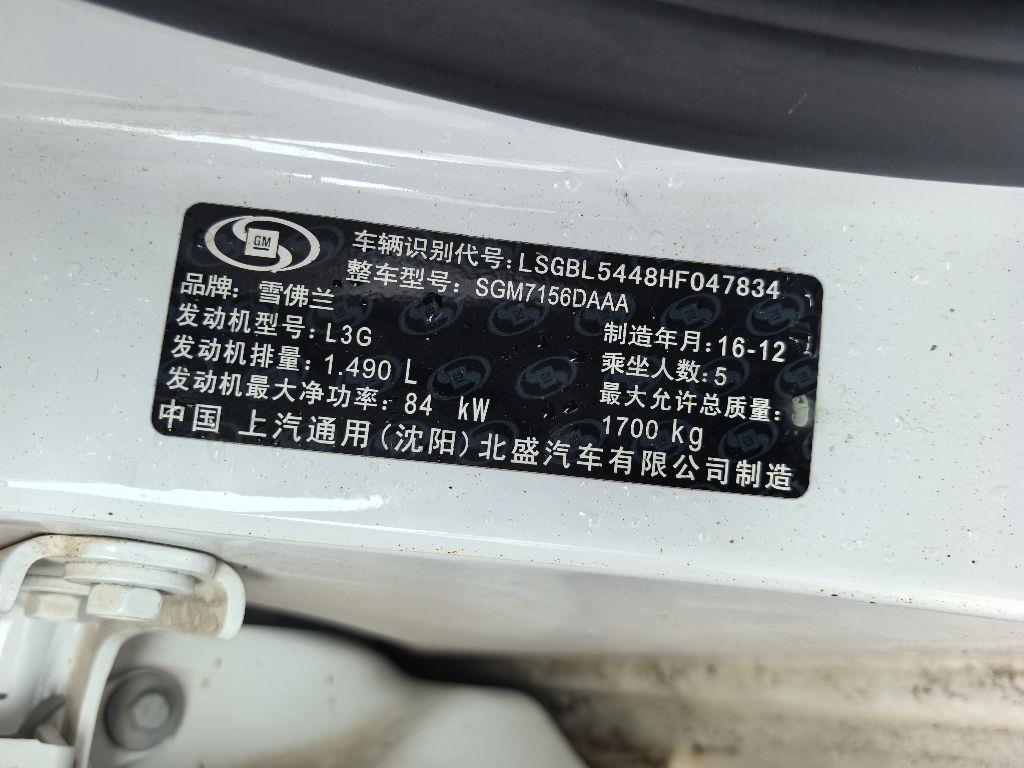 GM
车辆识别代号:LSGBL5448HF047834
整车型号: SGM7156DAAA
品牌: 雪佛兰
发动机型号: L3G
制造年月:16-12
发动机排量: 1.490 L
乘坐人数:5
发动机最大净功率: 84 kW
最大允许总质量:
1700 kg
中国 上汽通用(沈阳)北盛汽车有限公司制造